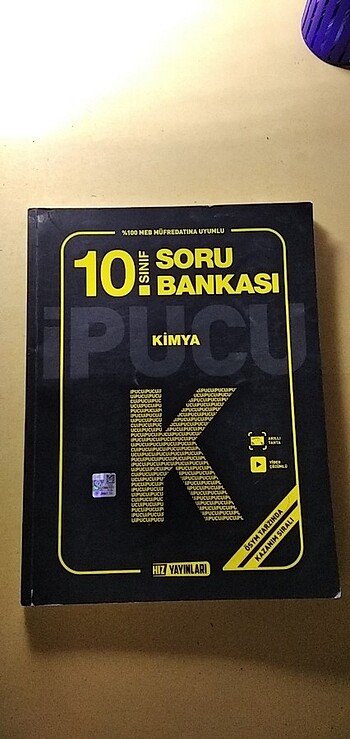 %100 MEB MÜFREDATINA UYUMLU
10. SINIF
SORU
BANKASI
iPUCU
KİMYA
K
AKILLI
TAHTA
VİDEO
ÇÖZÜMLÜ
ÖSYM TARZINDA
KAZANIM SIRALI
HIZ YAYINLARI